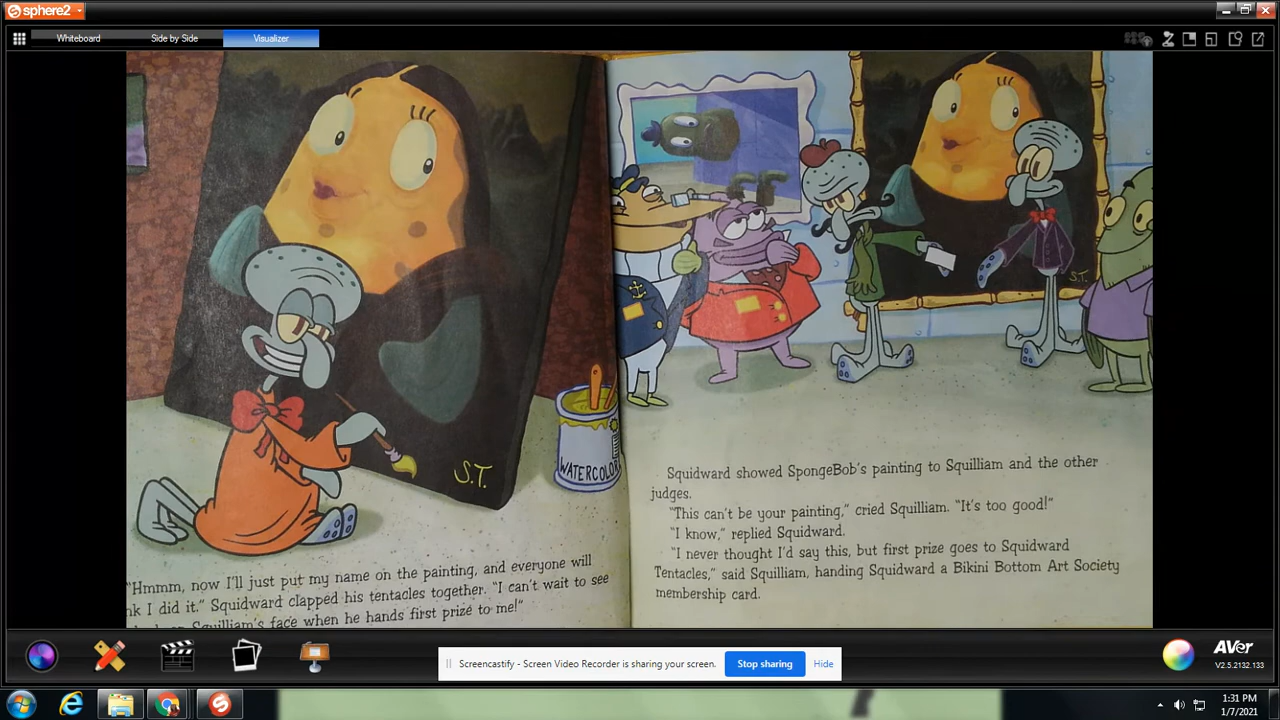 sphere2
Whiteboard
Side by Side
Visualizer
S.T.
WATERCOLOR
S.T.
"Hmmm, now I'll just put my name on the painting, and everyone will
I did it." Squidward clapped his tentacles together. "I can't wait to see
Squilliam's face when he hands first prize to me!"
Squidward showed SpongeBob's painting to Squilliam and the other
judges.
"This can't be your painting," cried Squilliam. "It's too good!"
"I know," replied Squidward.
"I never thought I'd say this, but first prize goes to Squidward
Tentacles," said Squilliam, handing Squidward a Bikini Bottom Art Society
membership card.
Screencastify - Screen Video Recorder is sharing your screen.
Stop sharing
Hide
AVer
V2.5.2132.133
1:31 PM
1/7/2021